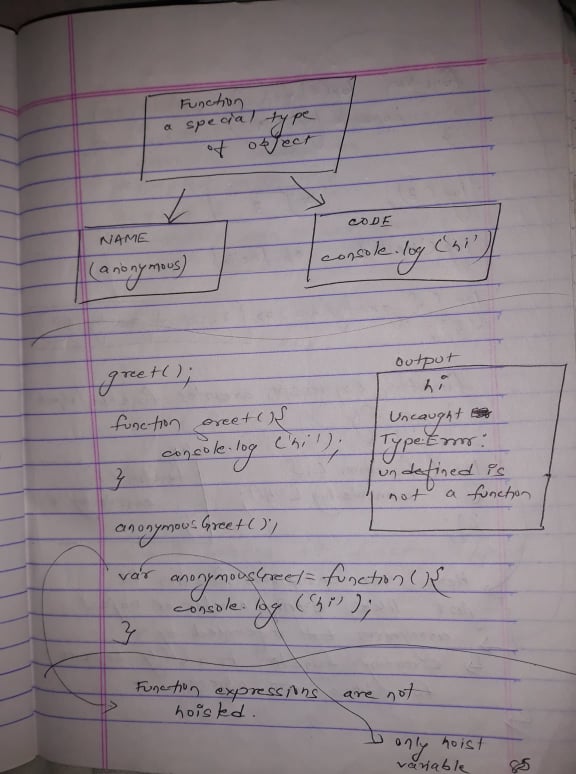 Function
a special type
of object
NAME
(anonymous)
CODE
console.log ('hi')
greet();
function greet(){
console.log ('hi');
}
anonymousGreet();
var anonymousGreet = function(){
console.log ('hi');
}
Output
hi
Uncaught
TypeError:
undefined is
not a function
Function expressions are not
hoisted.
only hoist
variable
85